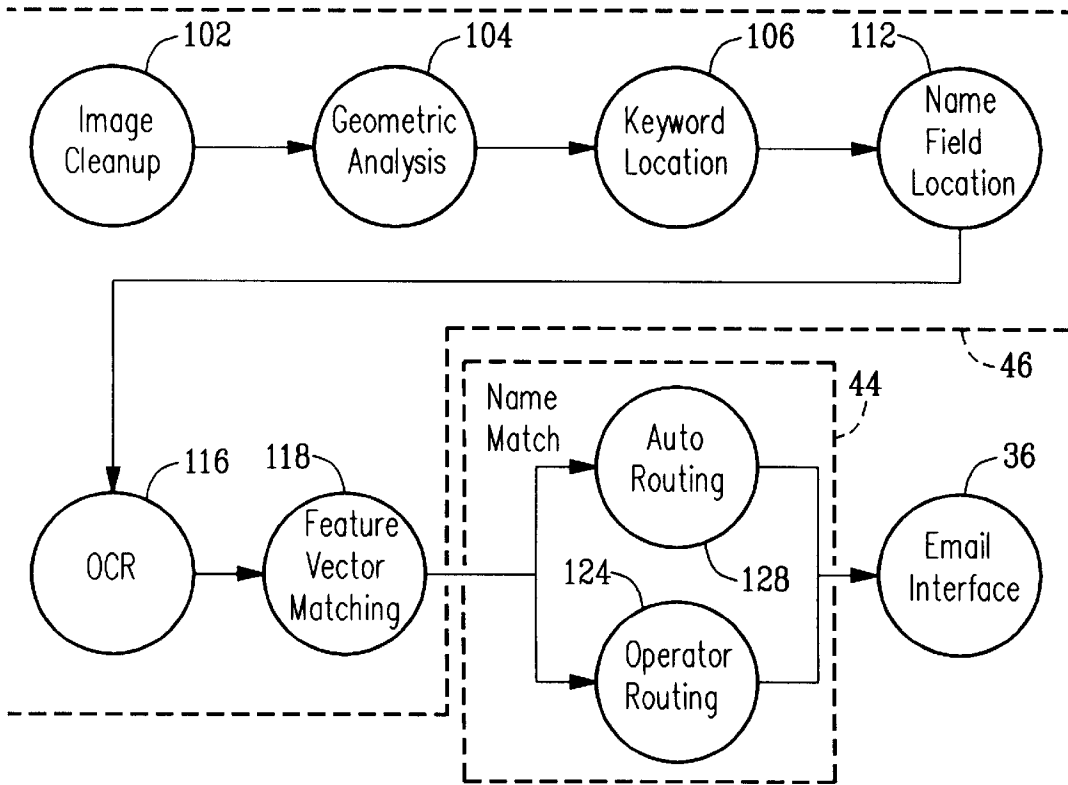 102
104
106
112
Image
Cleanup
Geometric
Analysis
Keyword
Location
Name
Field
Location
46
44
Name
Match
Auto
Routing
116
118
36
OCR
Feature
Vector
Matching
128
124
Email
Interface
Operator
Routing